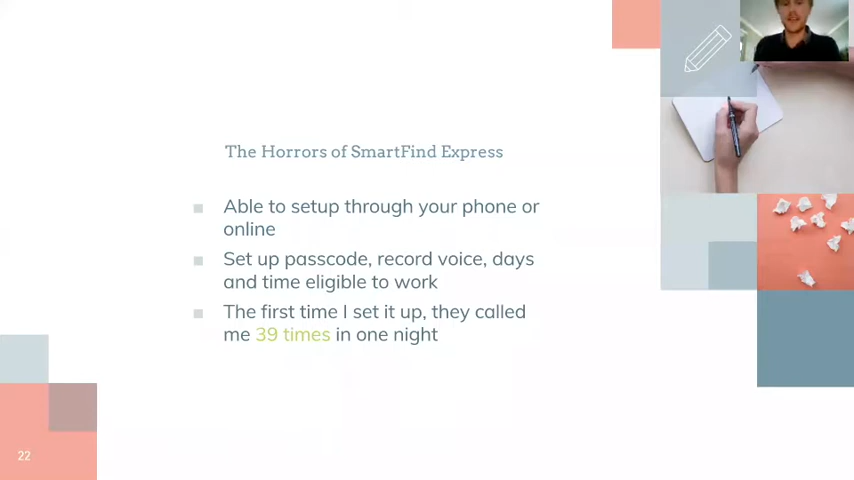 The Horrors of SmartFind Express
Able to setup through your phone or
online
Set up passcode, record voice, days
and time eligible to work
The first time I set it up, they called
me 39 times in one night
22